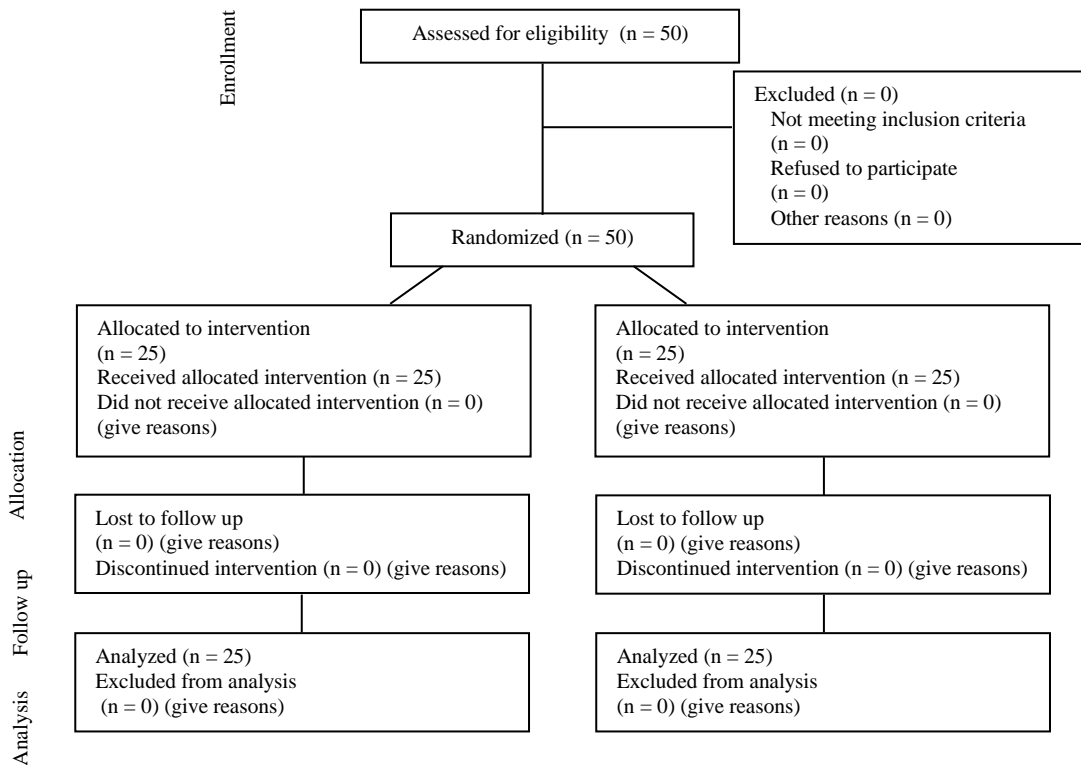 Enrollment
Assessed for eligibility (n = 50)
Excluded (n = 0)
Not meeting inclusion criteria
(n = 0)
Refused to participate
(n = 0)
Other reasons (n = 0)
Randomized (n = 50)
Allocation
Allocated to intervention
(n = 25)
Received allocated intervention (n = 25)
Did not receive allocated intervention (n = 0)
(give reasons)
Allocated to intervention
(n = 25)
Received allocated intervention (n = 25)
Did not receive allocated intervention (n = 0)
(give reasons)
Follow up
Lost to follow up
(n = 0) (give reasons)
Discontinued intervention (n = 0) (give reasons)
Lost to follow up
(n = 0) (give reasons)
Discontinued intervention (n = 0) (give reasons)
Analysis
Analyzed (n = 25)
Excluded from analysis
(n = 0) (give reasons)
Analyzed (n = 25)
Excluded from analysis
(n = 0) (give reasons)